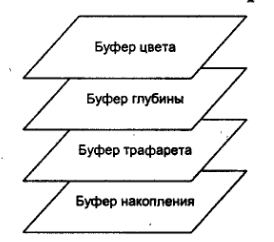 Буфер цвета
Буфер глубины
Буфер трафарета
Буфер накопления